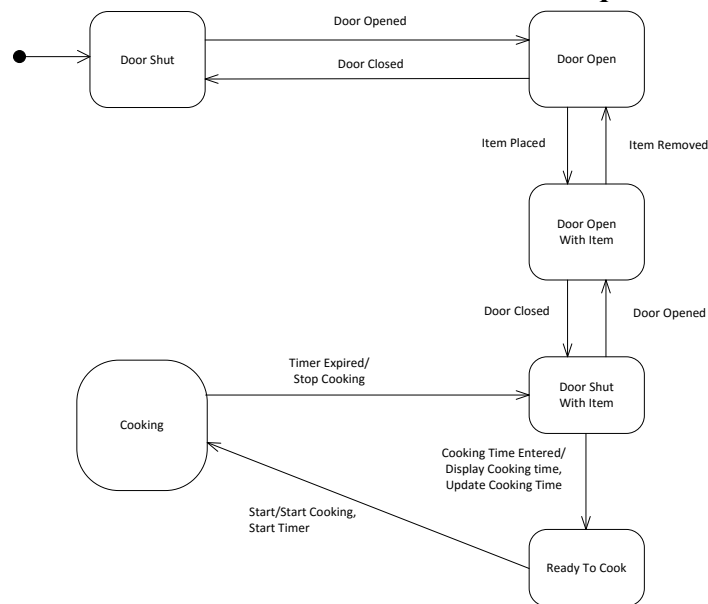 Door Opened
Door Shut
Door Open
Door Closed
Item Placed
Item Removed
Door Open
With Item
Door Closed
Door Opened
Timer Expired/
Stop Cooking
Door Shut
With Item
Cooking
Cooking Time Entered/
Display Cooking time,
Update Cooking Time
Start/Start Cooking,
Start Timer
Ready To Cook